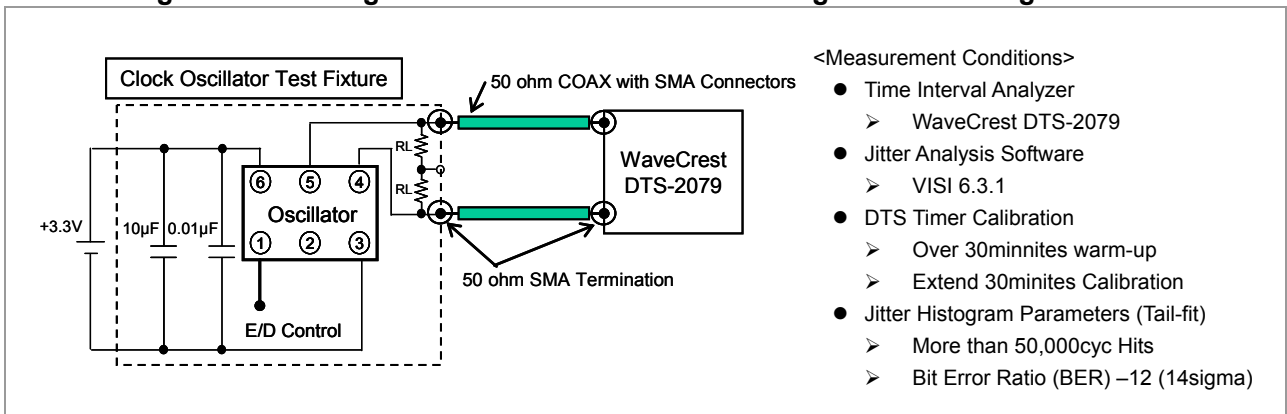 Clock Oscillator Test Fixture
50 ohm COAX with SMA Connectors
RL
RL
WaveCrest
DTS-2079
6 5 4
Oscillator
1 2 3
+3.3V
10µF
0.01µF
50 ohm SMA Termination
E/D Control
<Measurement Conditions>
● Time Interval Analyzer
➢ WaveCrest DTS-2079
● Jitter Analysis Software
➢ VISI 6.3.1
● DTS Timer Calibration
➢ Over 30minnites warm-up
➢ Extend 30minites Calibration
● Jitter Histogram Parameters (Tail-fit)
➢ More than 50,000cyc Hits
➢ Bit Error Ratio (BER) –12 (14sigma)